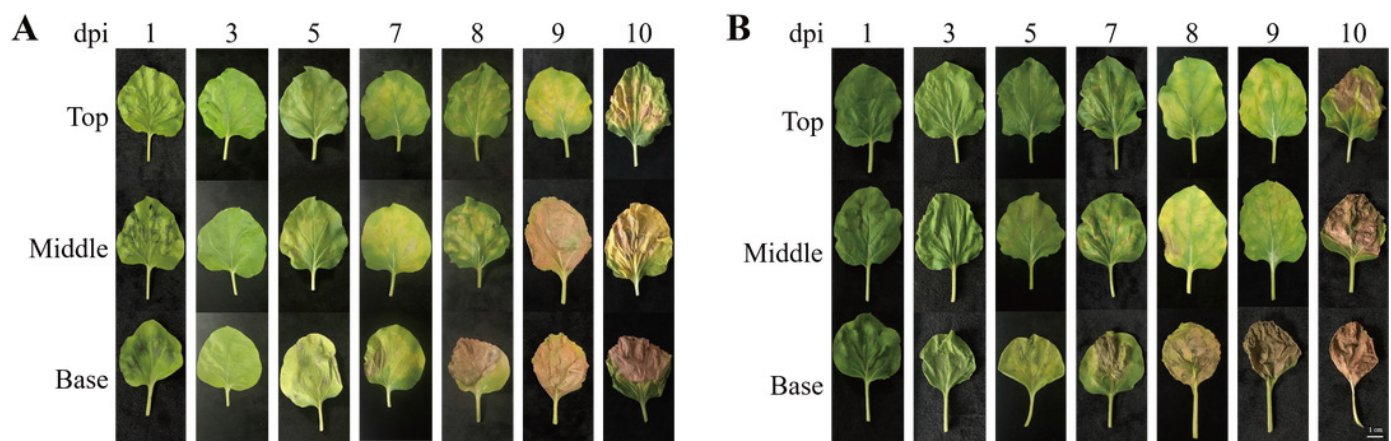 A dpi 1 3 5 7 8 9 10
Top
Middle
Base
B dpi 1 3 5 7 8 9 10
Top
Middle
Base
1 cm